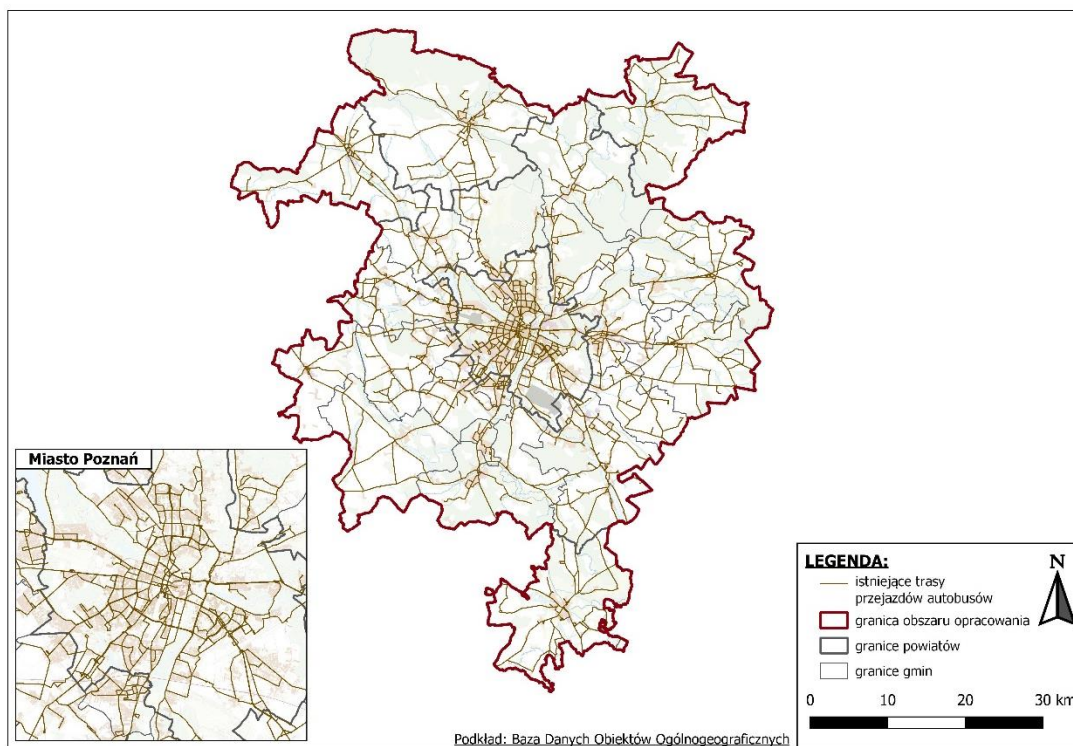 Miasto Poznań
LEGENDA:
istniejące trasy
przejazdów autobusów
granica obszaru opracowania
granice powiatów
granice gmin
N
0 10 20 30 km
Podkład: Baza Danych Obiektów Ogólnogeograficznych